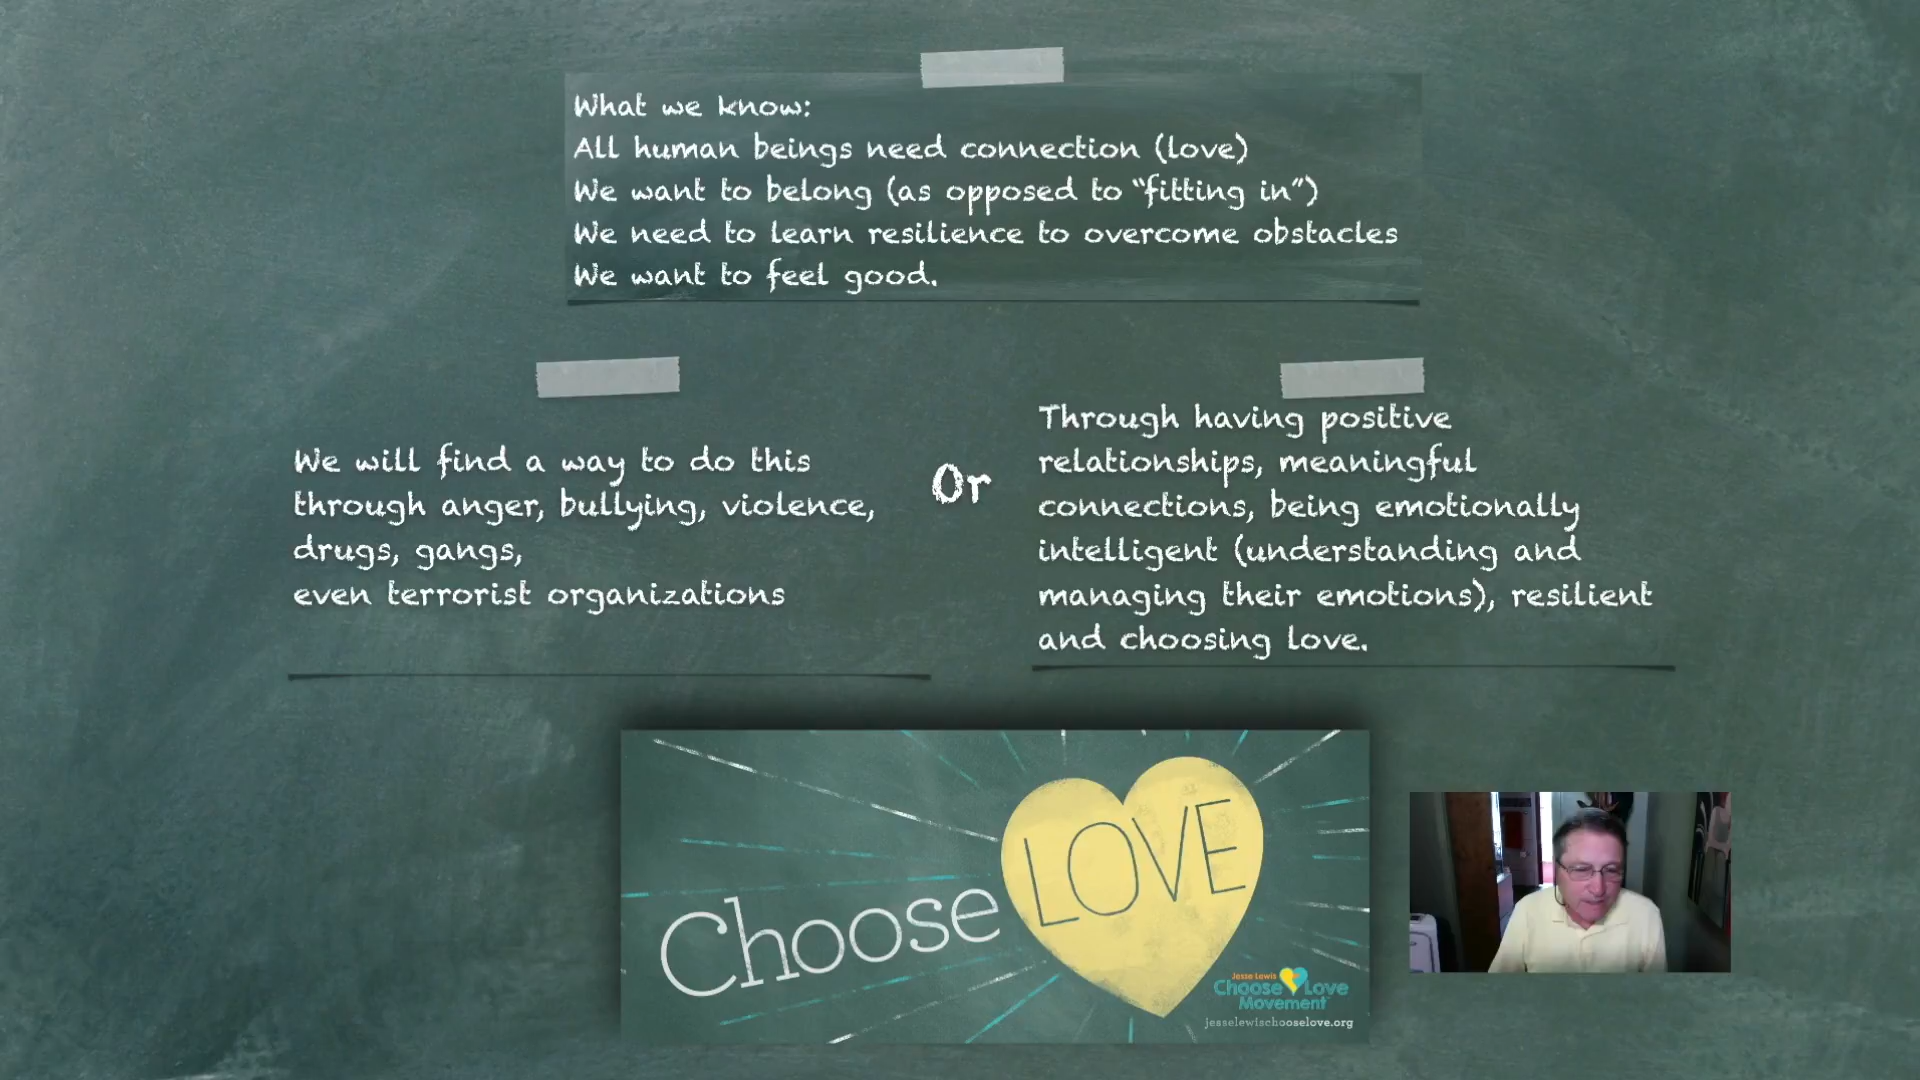 What we know:
All human beings need connection (love)
We want to belong (as opposed to “fitting in”)
We need to learn resilience to overcome obstacles
We want to feel good.
We will find a way to do this
through anger, bullying, violence,
drugs, gangs,
even terrorist organizations
Or
Through having positive
relationships, meaningful
connections, being emotionally
intelligent (understanding and
managing their emotions), resilient
and choosing love.
Choose LOVE
Jesse Lewis
Choose Love
Movement
jesselewischooselove.org